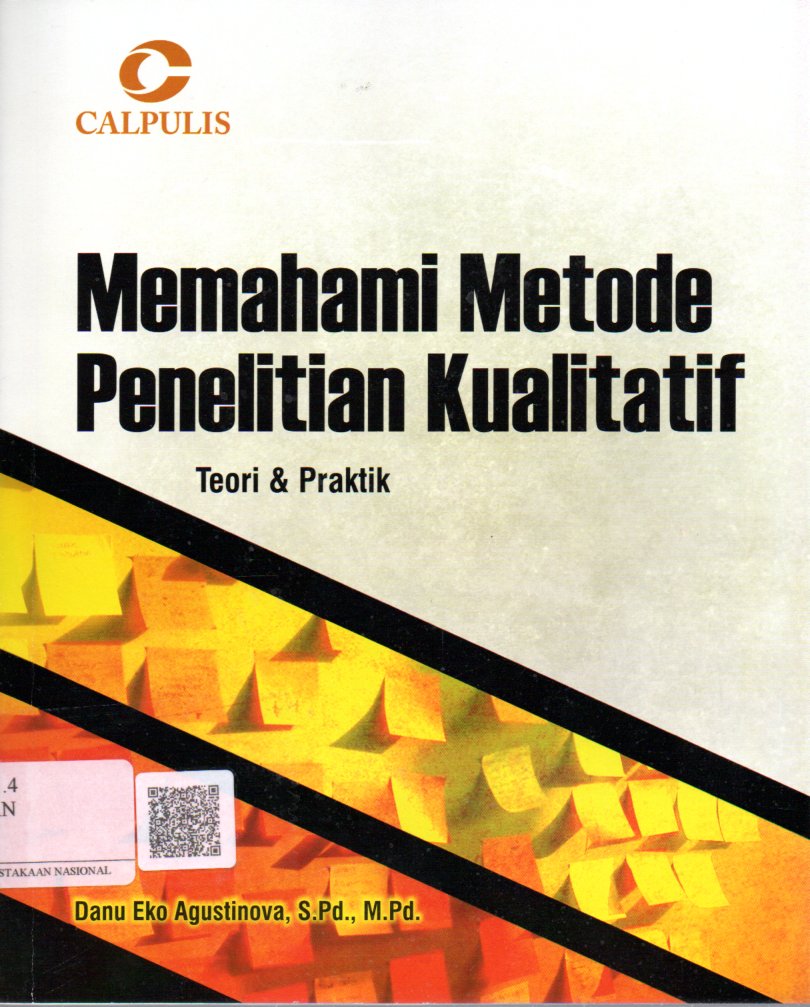 CALPULIS
Memahami Metode
Penelitian Kualitatif
Teori & Praktik
.4
STAKAAN NASIONAL
Danu Eko Agustinova, S.Pd., M.Pd.